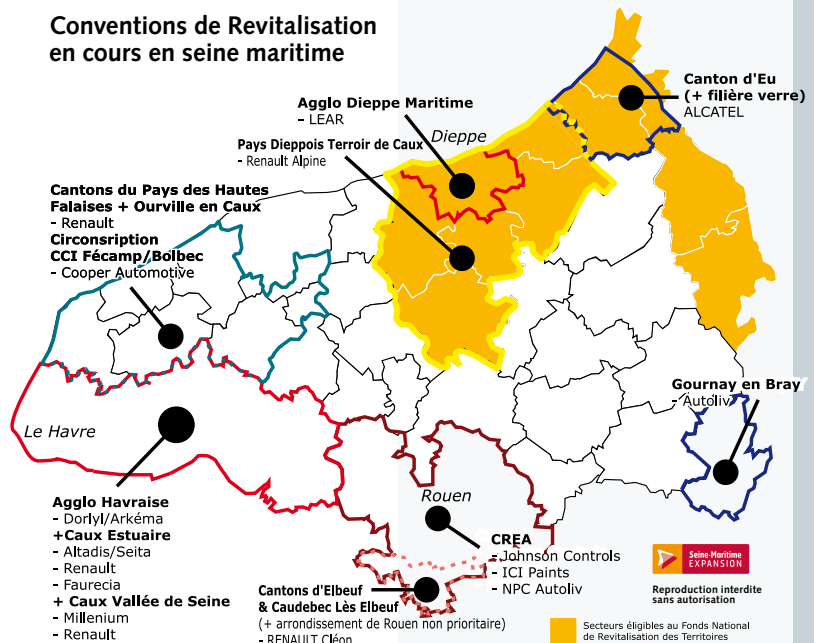 Conventions de Revitalisation
en cours en seine maritime
Canton d'Eu
(+ filière verre)
ALCATEL
Agglo Dieppe Maritime
- LEAR
Dieppe
Pays Dieppois Terroir de Caux
- Renault Alpine
Cantons du Pays des Hautes
Falaises + Ourville en Caux
- Renault
Circonsription
CCI Fécamp/Bolbec
- Cooper Automotive
Gournay en Bray
- Autoliv
Le Havre
Agglo Havraise
- Dorlyl/Arkéma
+Caux Estuaire
- Altadis/Seita
- Renault
- Faurecia
+ Caux Vallée de Seine
- Millenium
- Renault
Rouen
CREA
- Johnson Controls
- ICI Paints
- NPC Autoliv
Cantons d'Elbeuf
& Caudebec Lès Elbeuf
(+ arrondissement de Rouen non prioritaire)
- RENAULT Cléon
Seine-Maritime
EXPANSION
Reproduction interdite
sans autorisation
Secteurs éligibles au Fonds National
de Revitalisation des Territoires